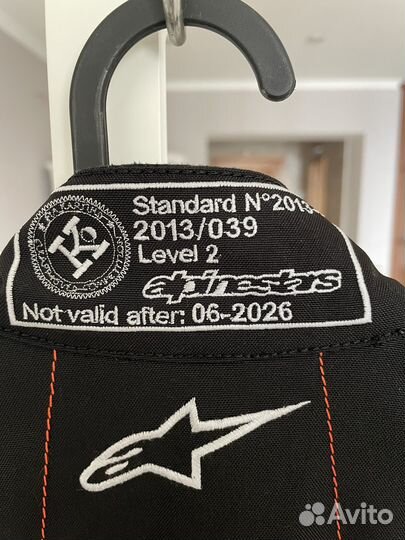 Standard N°2013
2013/039
Level 2
alpinestars
Not valid after: 06-2026
K
Avito